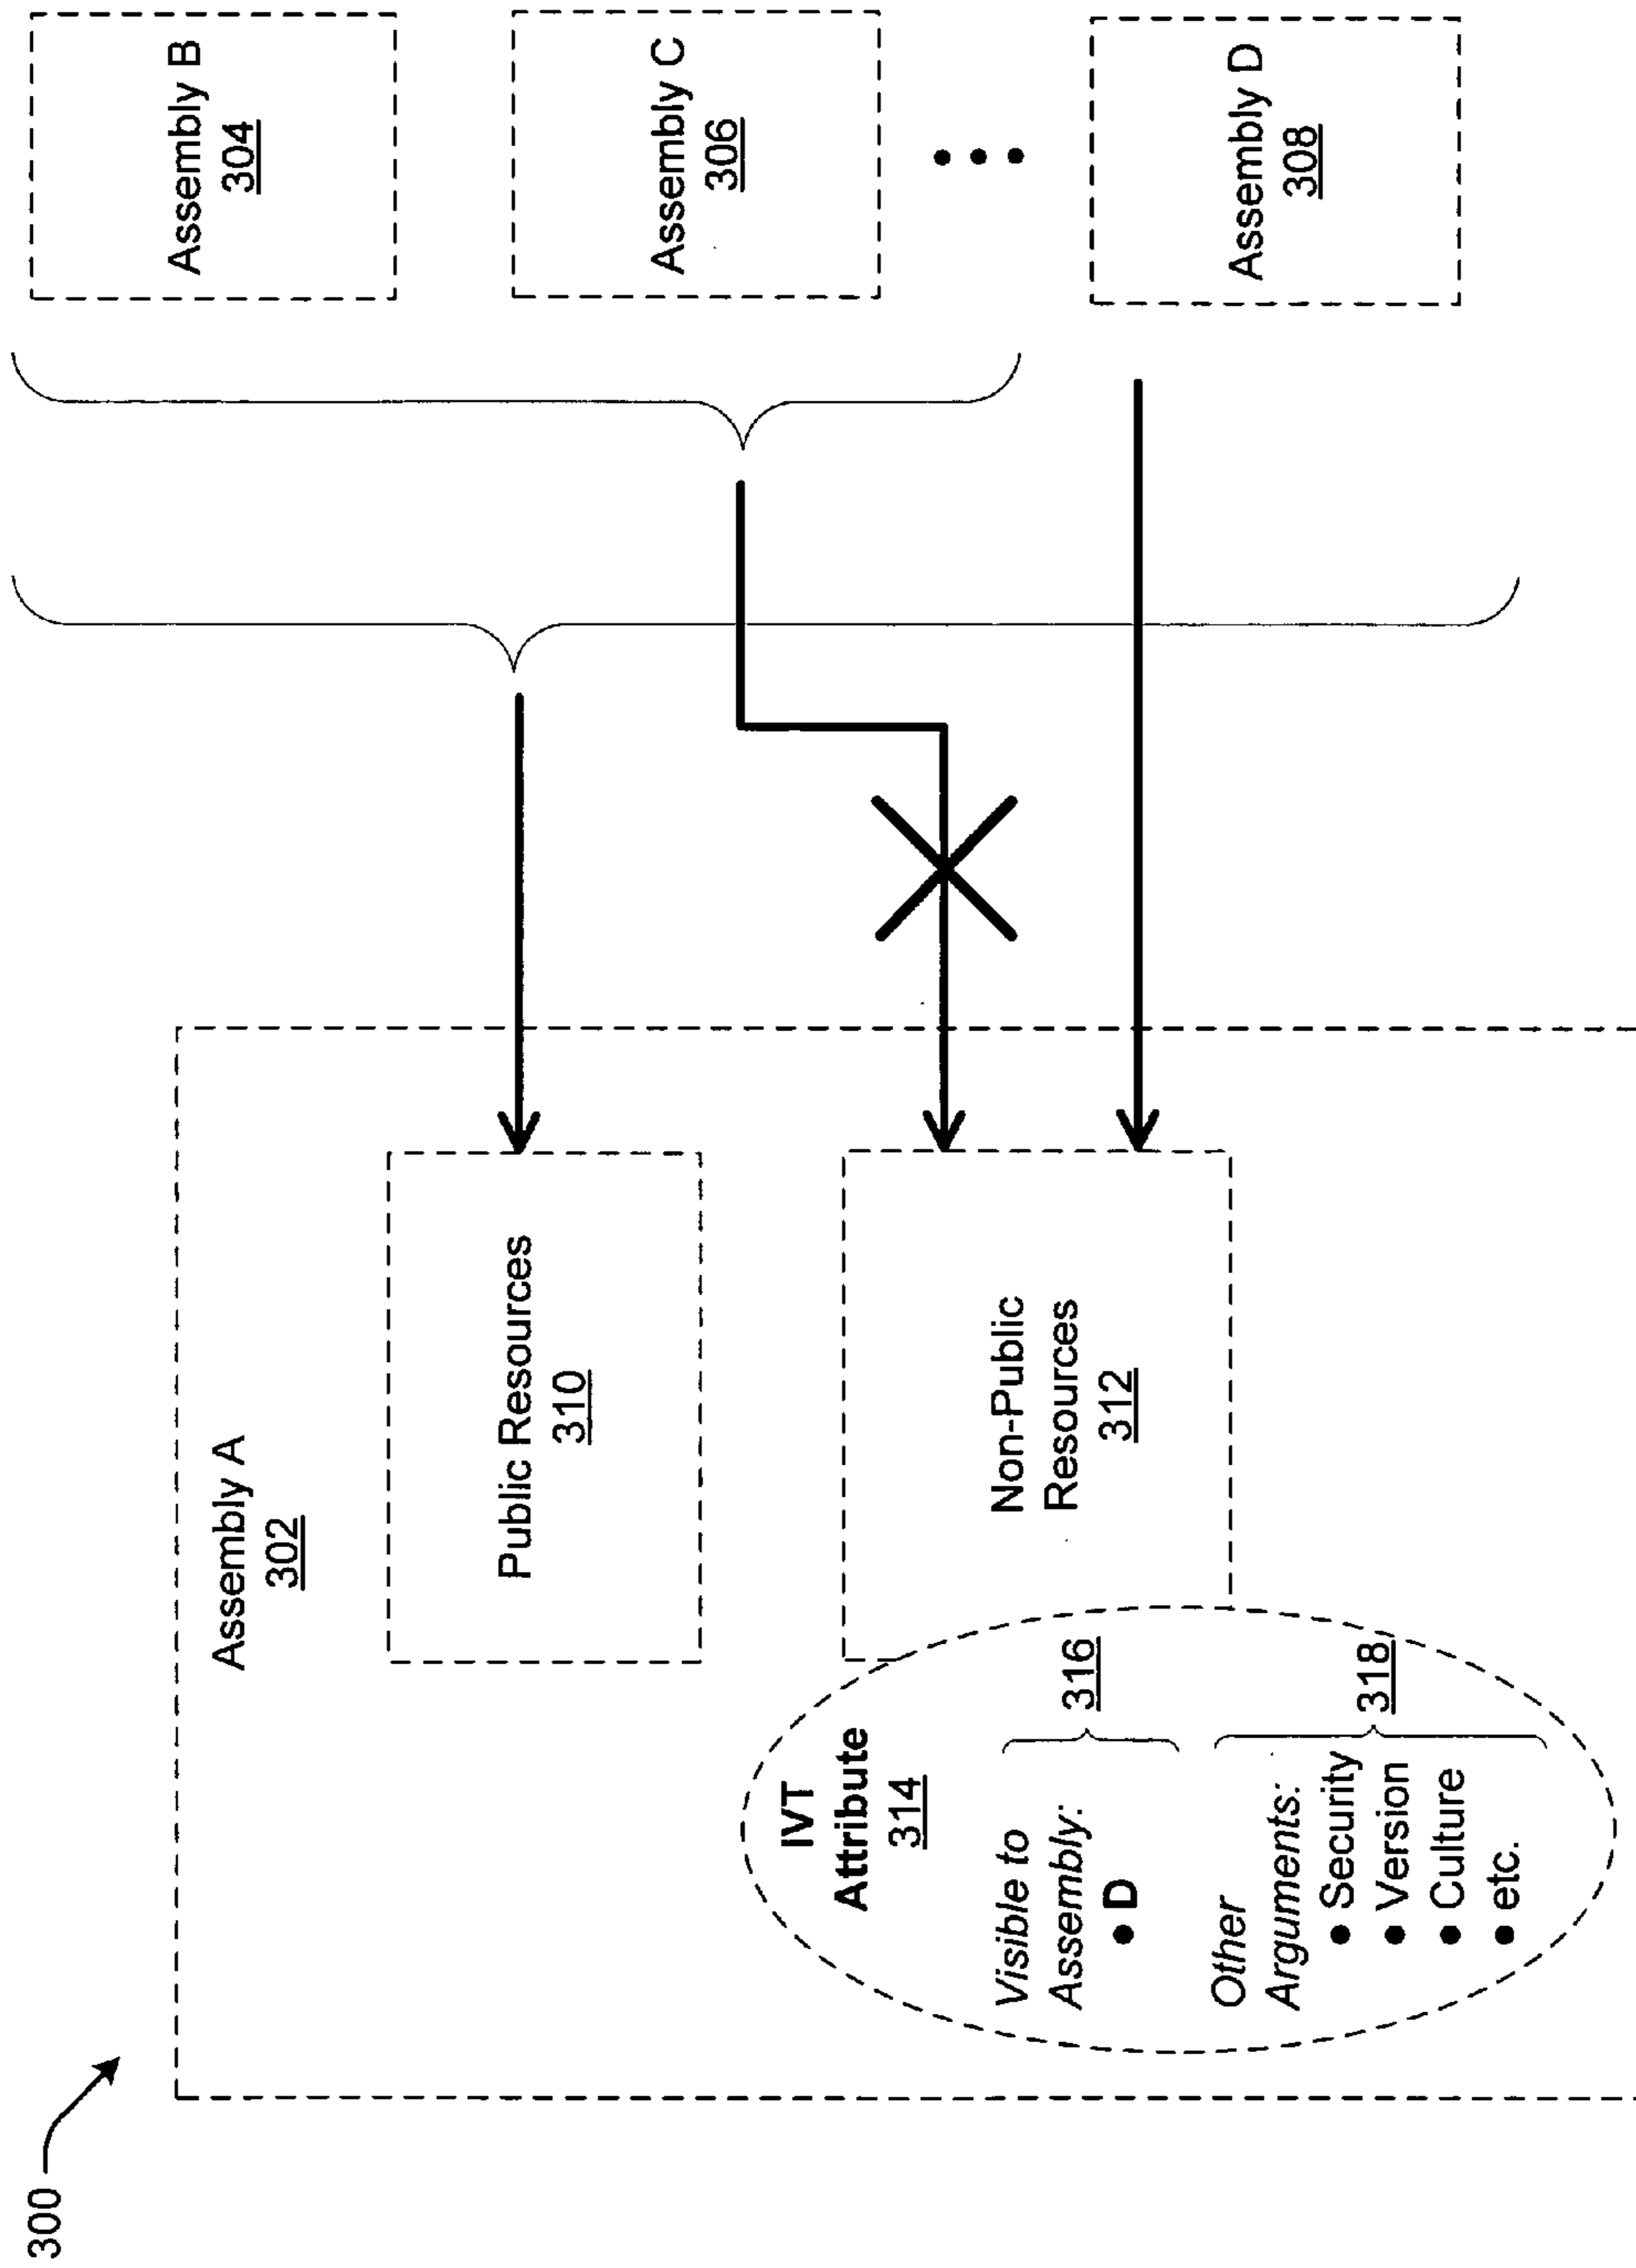 300
Assembly A
302
Public Resources
310
Non-Public
Resources
312
IVT
Attribute
314
Visible to
Assembly:
• D
316
Other
Arguments:
• Security
• Version
• Culture
• etc.
318
Assembly B
304
Assembly C
306
Assembly D
308